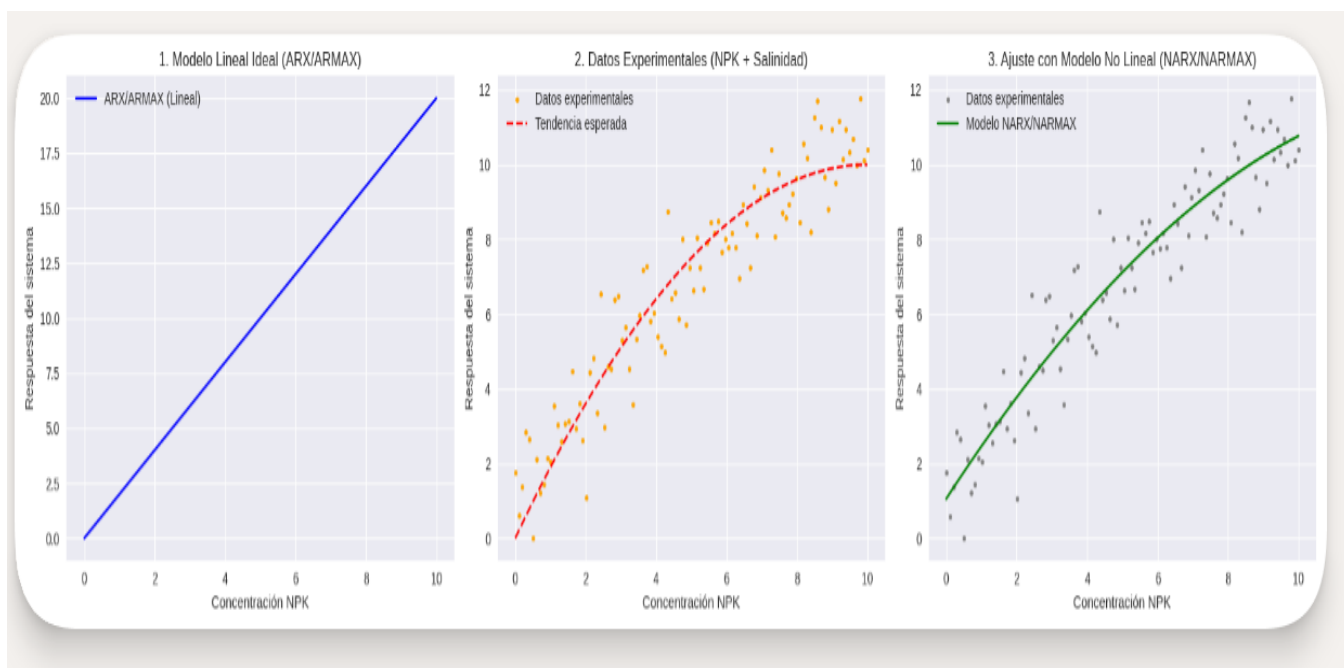 1. Modelo Lineal Ideal (ARX/ARMAX)
ARX/ARMAX (Lineal)
Respuesta del sistema
20.0
17.5
15.0
12.5
10.0
7.5
5.0
2.5
0.0
0 2 4 6 8 10
Concentración NPK
2. Datos Experimentales (NPK + Salinidad)
Datos experimentales
Tendencia esperada
Respuesta del sistema
12
10
8
6
4
2
0
0 2 4 6 8 10
Concentración NPK
3. Ajuste con Modelo No Lineal (NARX/NARMAX)
Datos experimentales
Modelo NARX/NARMAX
Respuesta del sistema
12
10
8
6
4
2
0
0 2 4 6 8 10
Concentración NPK